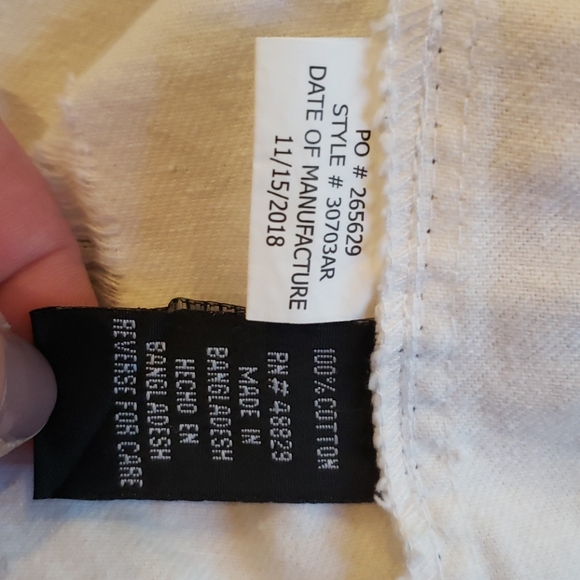 PO # 265629
STYLE # 30703AR
DATE OF MANUFACTURE
11/15/2018
100% COTTON
RN# 48829
MADE IN
BANGLADESH
HECHO EN
BANGLADESH
REVERSE FOR CARE